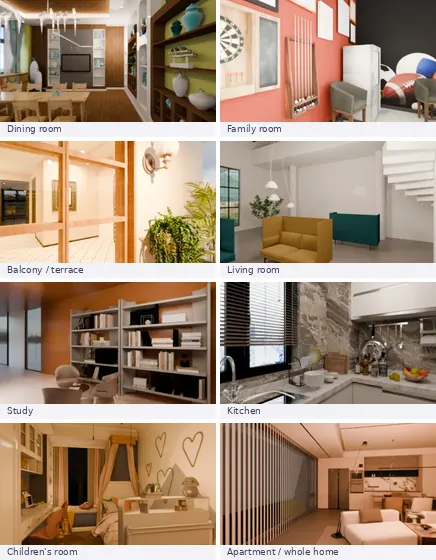 Dining room
Family room
Balcony / terrace
Living room
Study
Kitchen
Children's room
Apartment / whole home